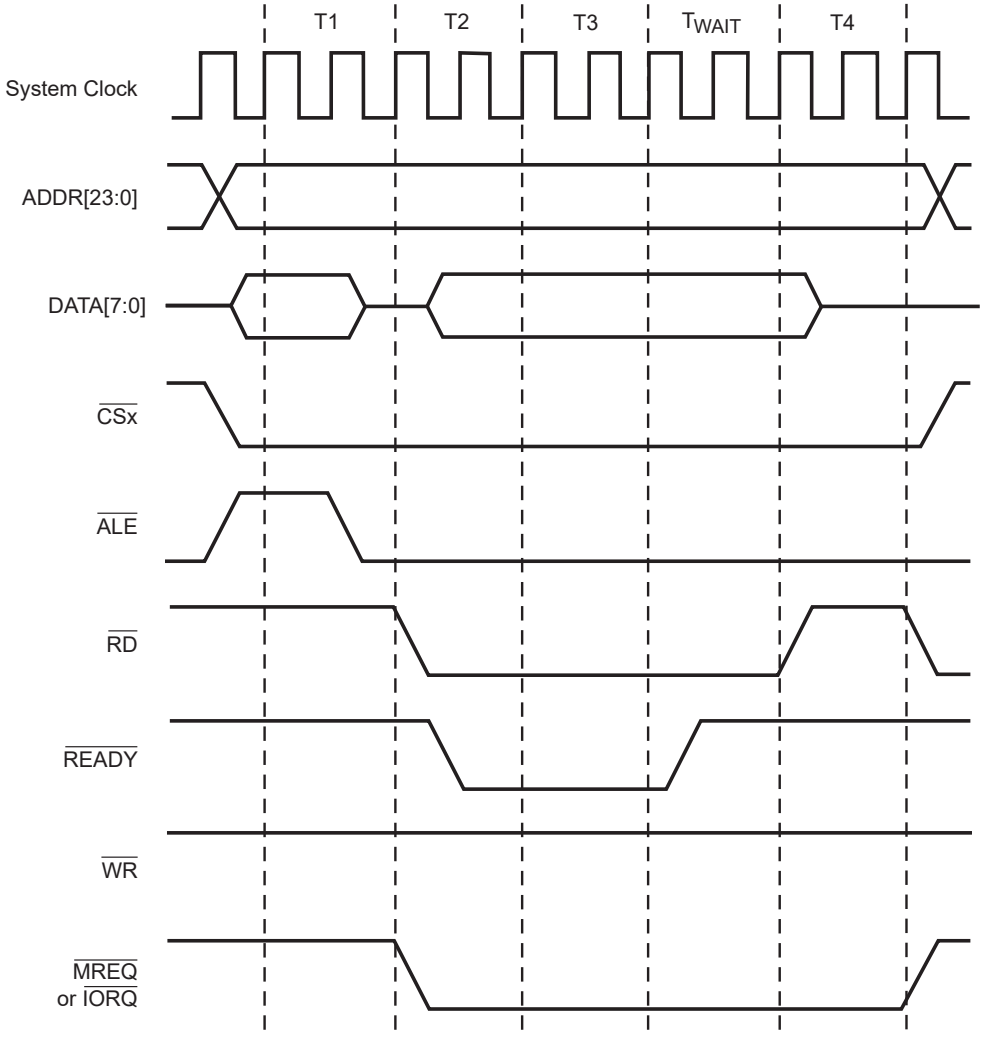 T1 T2 T3 TWAIT T4
System Clock
ADDR[23:0]
DATA[7:0]
CSx
ALE
RD
READY
WR
MREQ
or IORQ